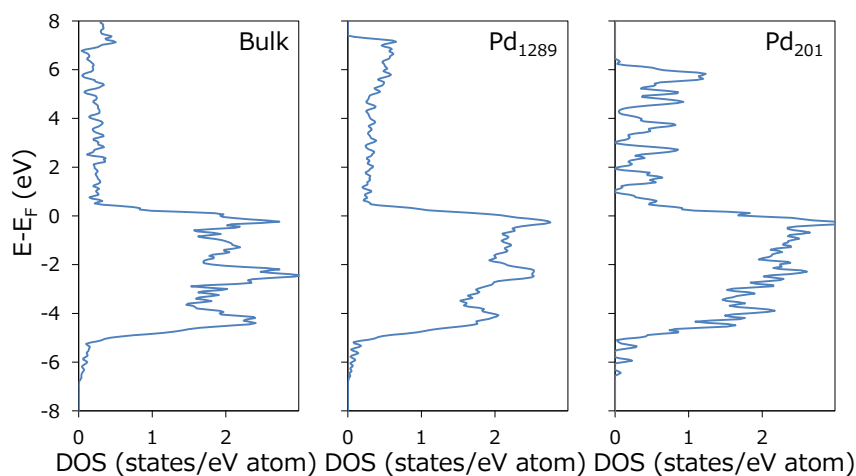 Bulk
Pd1289
Pd201
E-EF (eV)
8
6
4
2
0
-2
-4
-6
-8
0 1 2
0 1 2
0 1 2
DOS (states/eV atom)
DOS (states/eV atom)
DOS (states/eV atom)